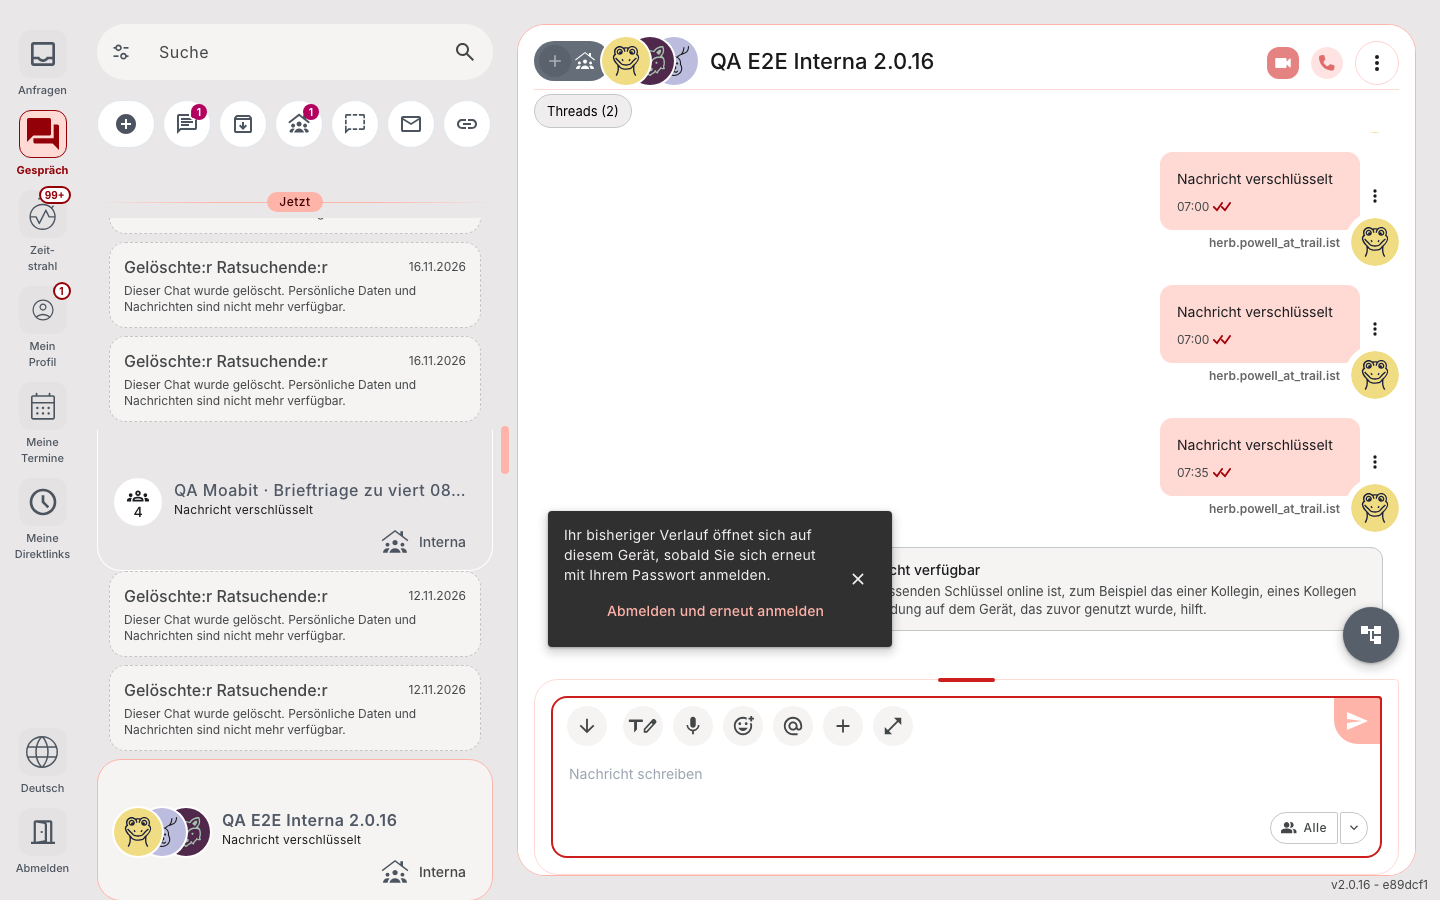 Anfragen
Gespräch
99+
Zeit-
strahl
1
Mein
Profil
Meine
Termine
Meine
Direktlinks
Deutsch
Abmelden
Suche
1
1
Jetzt
Gelöschte:r Ratsuchende:r
16.11.2026
Dieser Chat wurde gelöscht. Persönliche Daten und
Nachrichten sind nicht mehr verfügbar.
Gelöschte:r Ratsuchende:r
16.11.2026
Dieser Chat wurde gelöscht. Persönliche Daten und
Nachrichten sind nicht mehr verfügbar.
4
QA Moabit · Brieftriage zu viert 08...
Nachricht verschlüsselt
Interna
Gelöschte:r Ratsuchende:r
12.11.2026
Dieser Chat wurde gelöscht. Persönliche Daten und
Nachrichten sind nicht mehr verfügbar.
Gelöschte:r Ratsuchende:r
12.11.2026
Dieser Chat wurde gelöscht. Persönliche Daten und
Nachrichten sind nicht mehr verfügbar.
QA E2E Interna 2.0.16
Nachricht verschlüsselt
Interna
QA E2E Interna 2.0.16
Threads (2)
Nachricht verschlüsselt
07:00
herb.powell_at_trail.ist
Nachricht verschlüsselt
07:00
herb.powell_at_trail.ist
Nachricht verschlüsselt
07:35
herb.powell_at_trail.ist
Ihr bisheriger Verlauf öffnet sich auf
diesem Gerät, sobald Sie sich erneut
mit Ihrem Passwort anmelden.
Abmelden und erneut anmelden
cht verfügbar
ssenden Schlüssel online ist, zum Beispiel das einer Kollegin, eines Kollegen
dung auf dem Gerät, das zuvor genutzt wurde, hilft.
Nachricht schreiben
Alle
v2.0.16 - e89dcf1